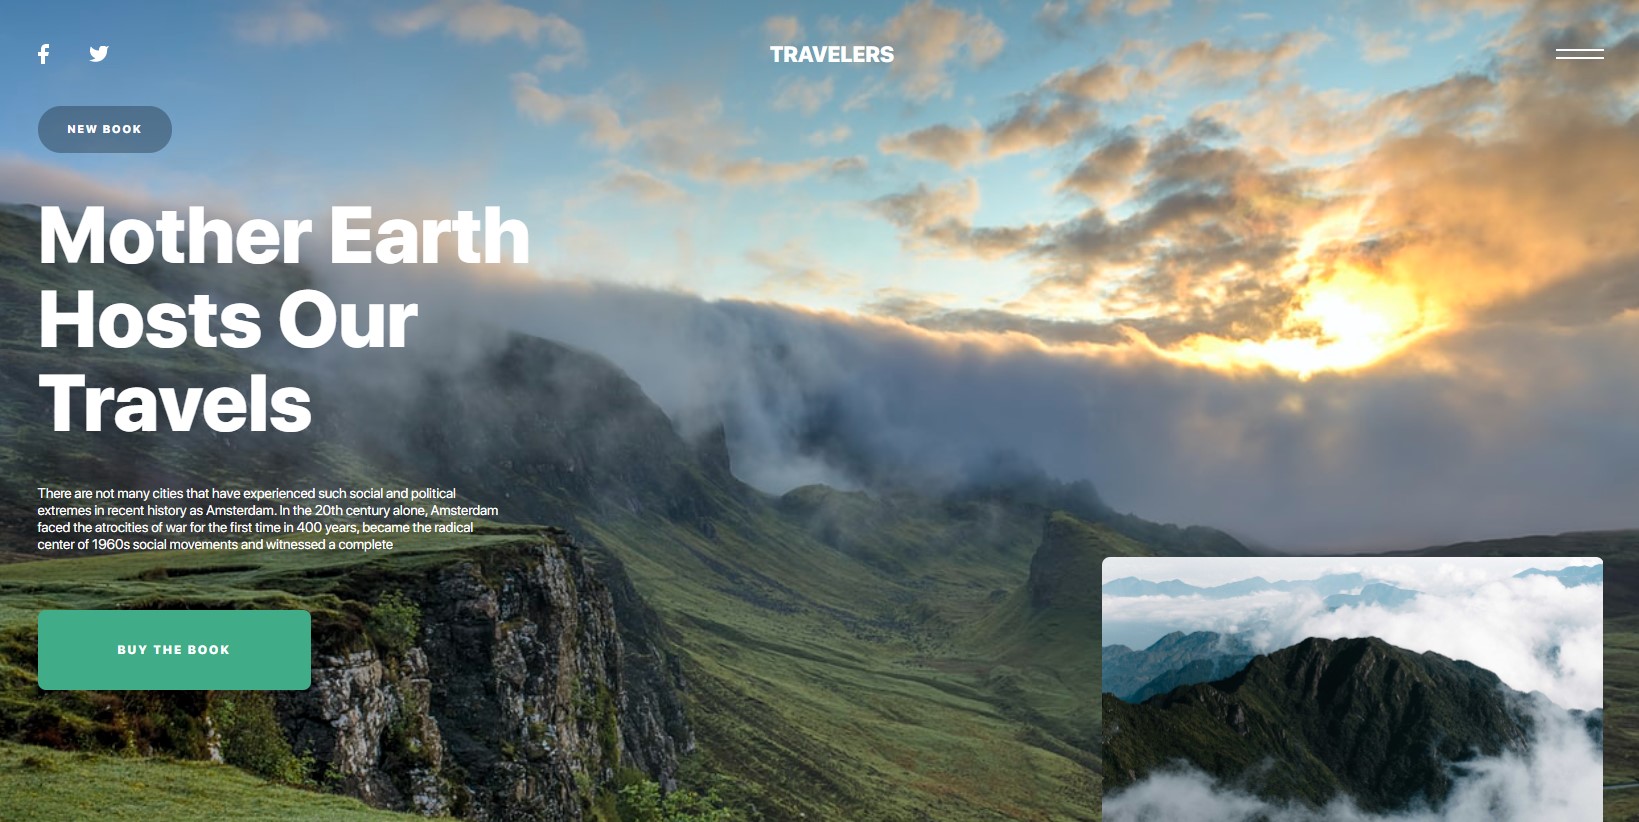 TRAVELERS
NEW BOOK
Mother Earth
Hosts Our
Travels
There are not many cities that have experienced such social and political
extremes in recent history as Amsterdam. In the 20th century alone, Amsterdam
faced the atrocities of war for the first time in 400 years, became the radical
center of 1960s social movements and witnessed a complete
BUY THE BOOK